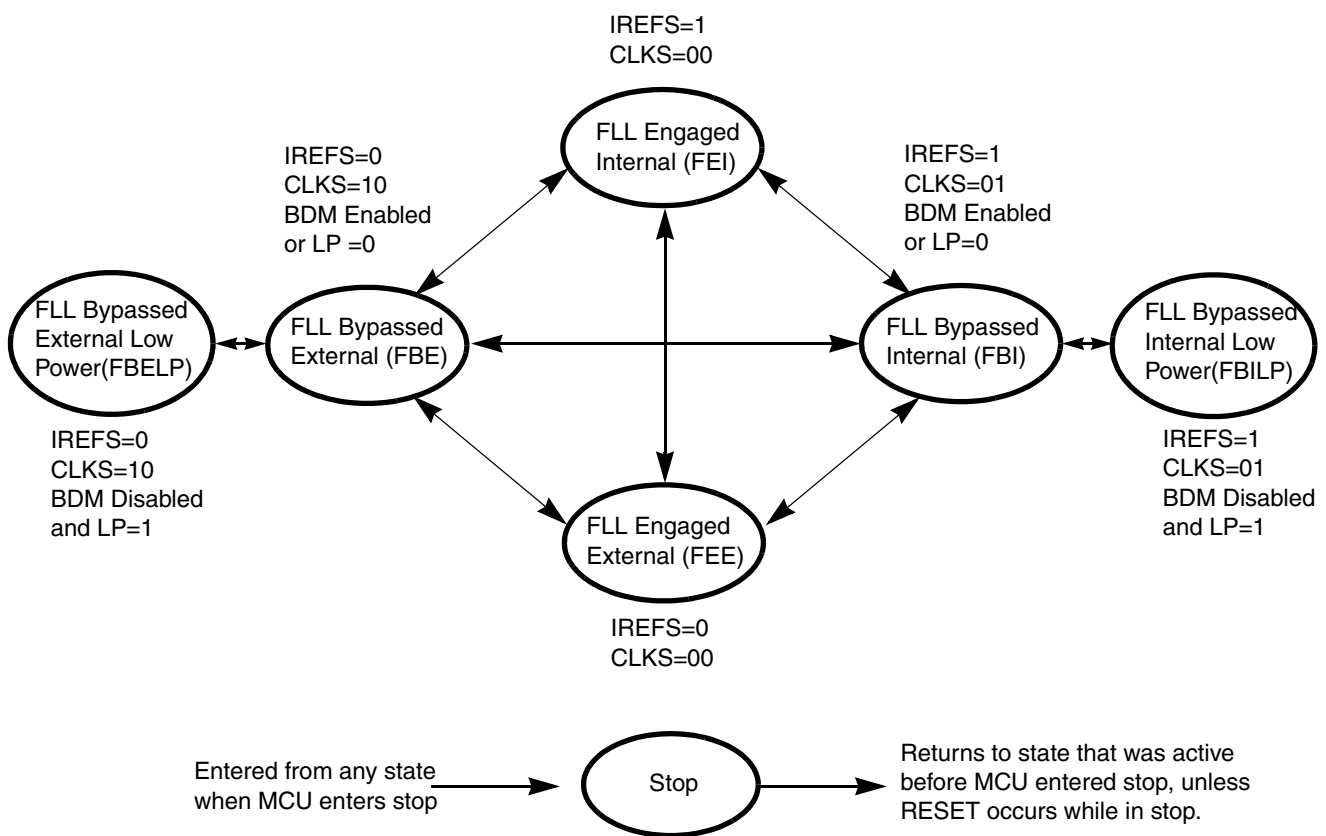 IREFS=1
CLKS=00
FLL Engaged
Internal (FEI)
IREFS=0
CLKS=10
BDM Enabled
or LP =0
IREFS=1
CLKS=01
BDM Enabled
or LP=0
FLL Bypassed
External Low
Power(FBELP)
FLL Bypassed
External (FBE)
FLL Bypassed
Internal (FBI)
FLL Bypassed
Internal Low
Power(FBILP)
IREFS=0
CLKS=10
BDM Disabled
and LP=1
IREFS=1
CLKS=01
BDM Disabled
and LP=1
FLL Engaged
External (FEE)
IREFS=0
CLKS=00
Entered from any state
when MCU enters stop
Stop
Returns to state that was active
before MCU entered stop, unless
RESET occurs while in stop.